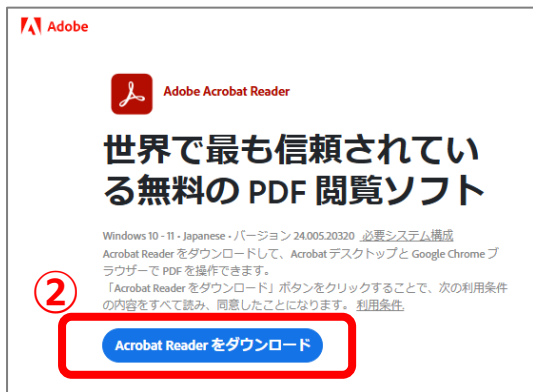 Adobe
Adobe Acrobat Reader
世界で最も信頼されてい
る無料の PDF 閲覧ソフト
Windows 10 - 11 • Japanese • バージョン 24.005.20320 必要システム構成
Acrobat Reader をダウンロードして、Acrobat デスクトップと Google Chrome ブ
ラウザーで PDF を操作できます。
「Acrobat Reader をダウンロード」ボタンをクリックすることで、次の利用条件
の内容をすべて読み、同意したことになります。 利用条件.
②
Acrobat Reader をダウンロード